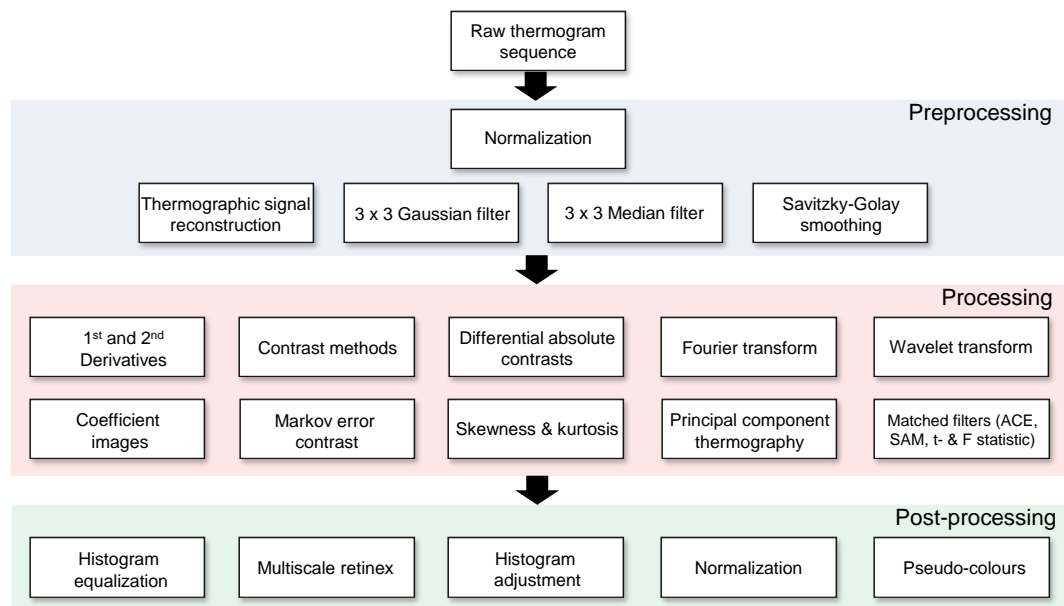 Raw thermogram
sequence
Preprocessing
Normalization
Thermographic signal
reconstruction
3 x 3 Gaussian filter
3 x 3 Median filter
Savitzky-Golay
smoothing
Processing
1st and 2nd
Derivatives
Contrast methods
Differential absolute
contrasts
Fourier transform
Wavelet transform
Coefficient
images
Markov error
contrast
Skewness & kurtosis
Principal component
thermography
Matched filters (ACE,
SAM, t- & F statistic)
Post-processing
Histogram
equalization
Multiscale retinex
Histogram
adjustment
Normalization
Pseudo-colours